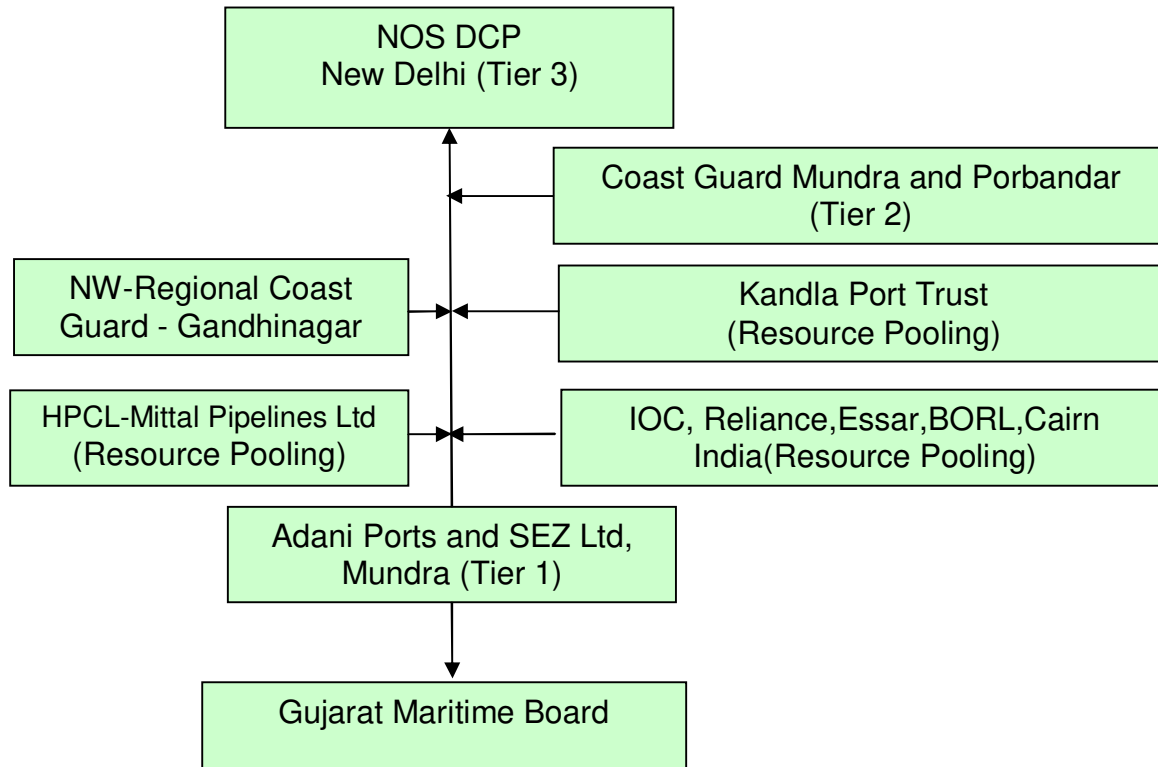 NOS DCP
New Delhi (Tier 3)
Coast Guard Mundra and Porbandar
(Tier 2)
NW-Regional Coast
Guard - Gandhinagar
Kandla Port Trust
(Resource Pooling)
HPCL-Mittal Pipelines Ltd
(Resource Pooling)
IOC, Reliance,Essar,BORL,Cairn
India(Resource Pooling)
Adani Ports and SEZ Ltd,
Mundra (Tier 1)
Gujarat Maritime Board